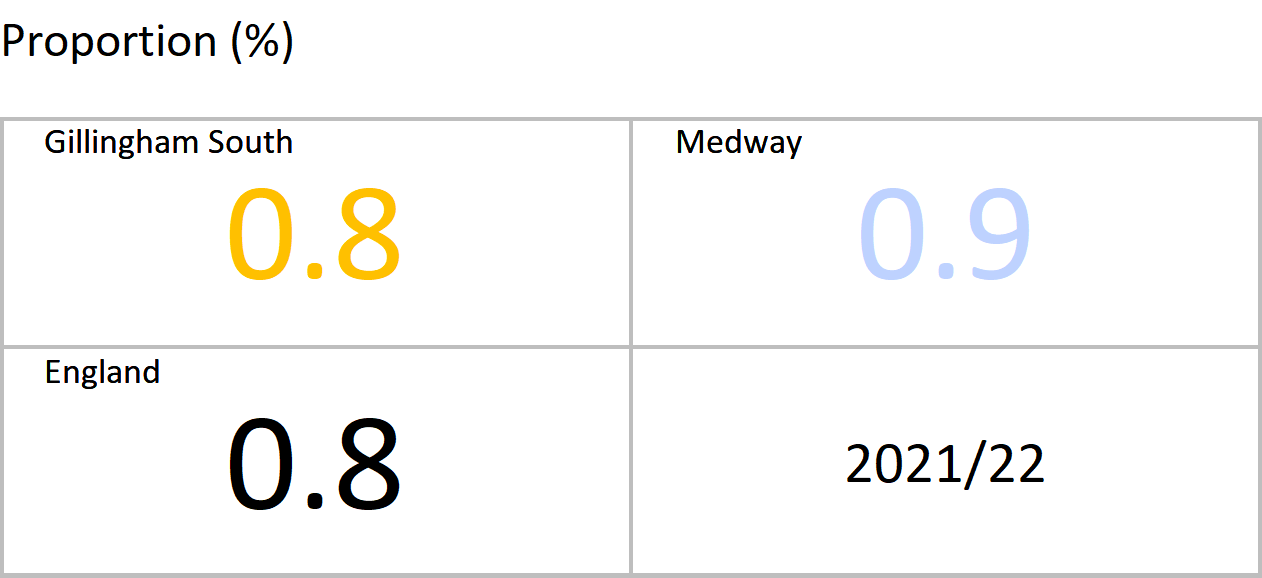 Proportion (%)
Gillingham South
0.8
Medway
0.9
England
0.8
2021/22